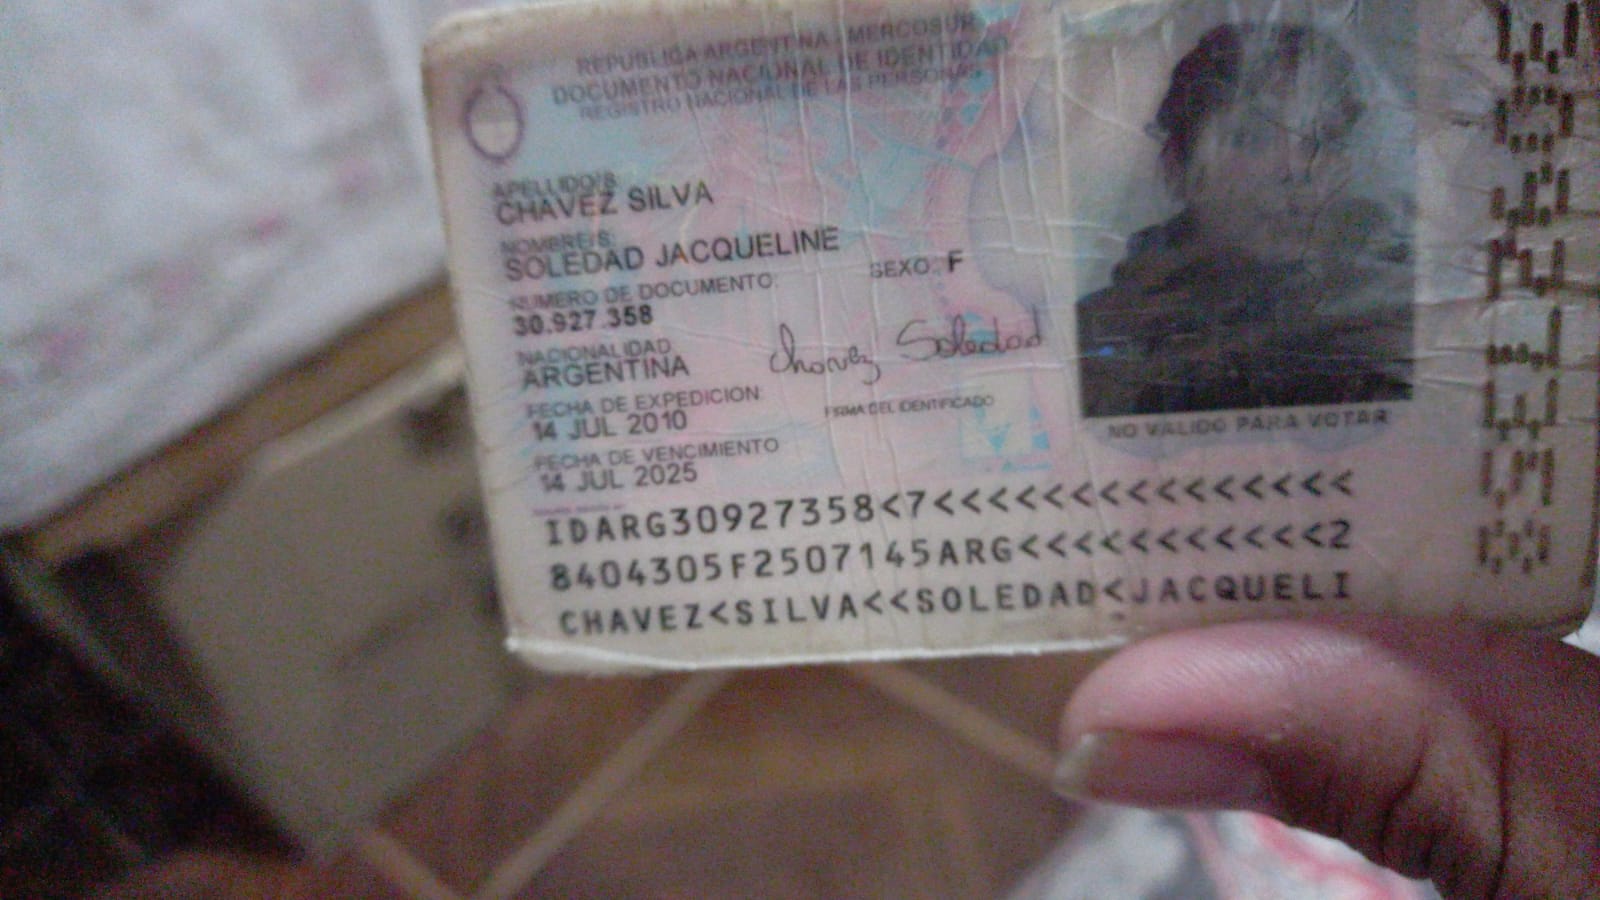 REPUBLICA ARGENTINA - MERCOSUR
DOCUMENTO NACIONAL DE IDENTIDAD
REGISTRO NACIONAL DE LAS PERSONAS
APELLIDO/S
CHAVEZ SILVA
NOMBRE/S:
SOLEDAD JACQUELINE
SEXO: F
NUMERO DE DOCUMENTO:
30.927.358
NACIONALIDAD
ARGENTINA
Chavez Soledad
FIRMA DEL IDENTIFICADO
FECHA DE EXPEDICION:
14 JUL 2010
FECHA DE VENCIMIENTO
14 JUL 2025
NO VALIDO PARA VOTAR
IDARG30927358<7<<<<<<<<<<<<<<<
8404305F2507145ARG<<<<<<<<<<<2
CHAVEZ<SILVA<<SOLEDAD<JACQUELI